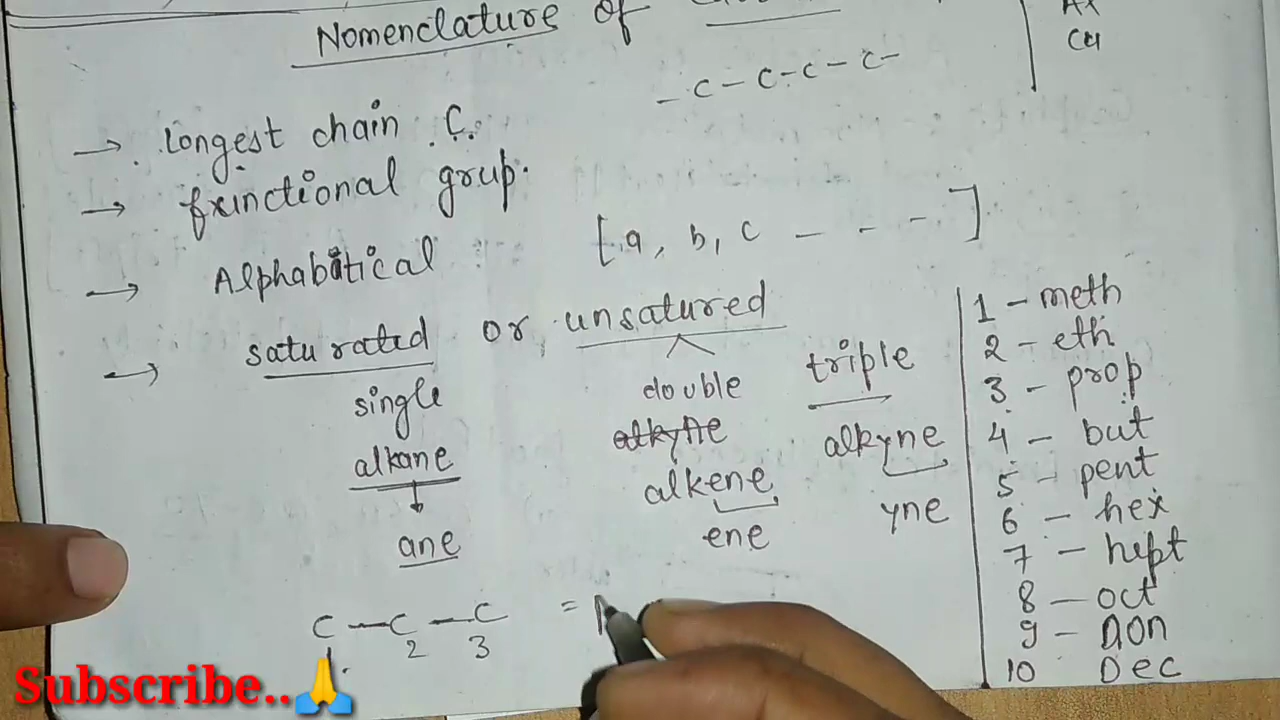 Nomenclature of
CH
- C - C - C - C -
→ Longest chain C.
→ functional grup.
→ Alphabitical [a, b, c - - - ]
→ saturated or unsatured
single double triple
alkane alkyne alkyne
alkene
ane ene yne
1 - meth
2 - eth
3 - prop
4 - but
5 - pent
6 - hex
7 - hept
8 - oct
9 - non
10 Dec
C - C - C =
1. 2 3
Subscribe..🙏